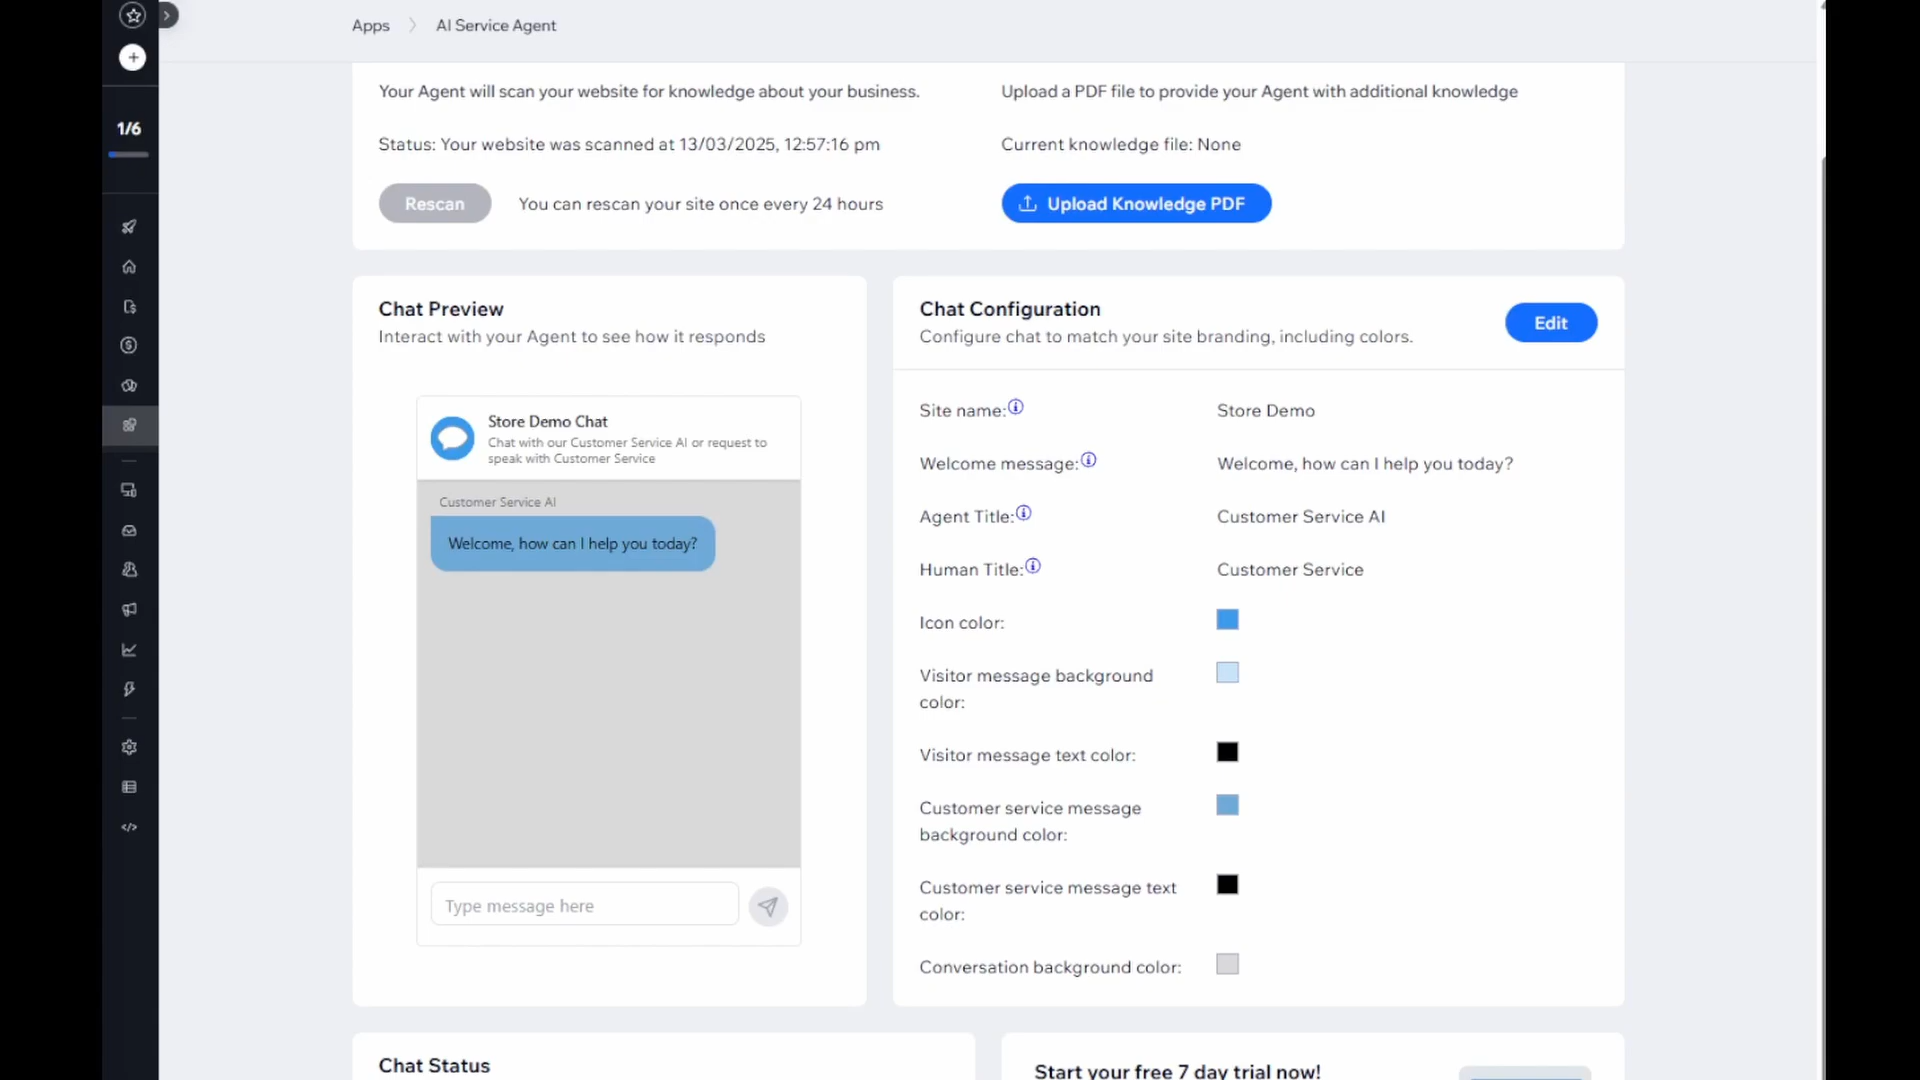 Apps
AI Service Agent
1/6
Your Agent will scan your website for knowledge about your business.
Status: Your website was scanned at 13/03/2025, 12:57:16 pm
Rescan
You can rescan your site once every 24 hours
Upload a PDF file to provide your Agent with additional knowledge
Current knowledge file: None
Upload Knowledge PDF
Chat Preview
Interact with your Agent to see how it responds
Store Demo Chat
Chat with our Customer Service AI or request to
speak with Customer Service
Customer Service AI
Welcome, how can I help you today?
Type message here
Chat Configuration
Configure chat to match your site branding, including colors.
Edit
Site name:
Store Demo
Welcome message:
Welcome, how can I help you today?
Agent Title:
Customer Service AI
Human Title:
Customer Service
Icon color:
Visitor message background
color:
Visitor message text color:
Customer service message
background color:
Customer service message text
color:
Conversation background color:
Chat Status
Start your free 7 day trial now!